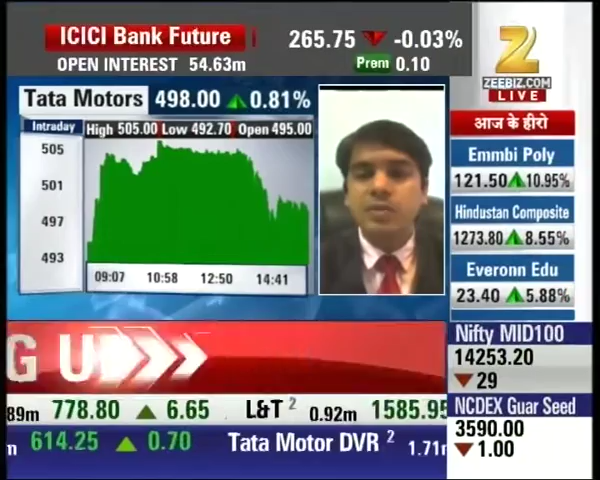 ICICI Bank Future 265.75 -0.03%
OPEN INTEREST 54.63m Prem 0.10
ZEEBIZ.COM
LIVE
Tata Motors 498.00 0.81%
Intraday High 505.00 Low 492.70 Open 495.00
505
501
497
493
09:07 10:58 12:50 14:41
आज के हीरो
Emmbi Poly
121.50 10.95%
Hindustan Composite
1273.80 8.55%
Everonn Edu
23.40 5.88%
G U
Nifty MID100
14253.20
29
NCDEX Guar Seed
3590.00
1.00
89m 778.80 6.65 L&T 2 0.92m 1585.95
m 614.25 0.70 Tata Motor DVR 2 1.71